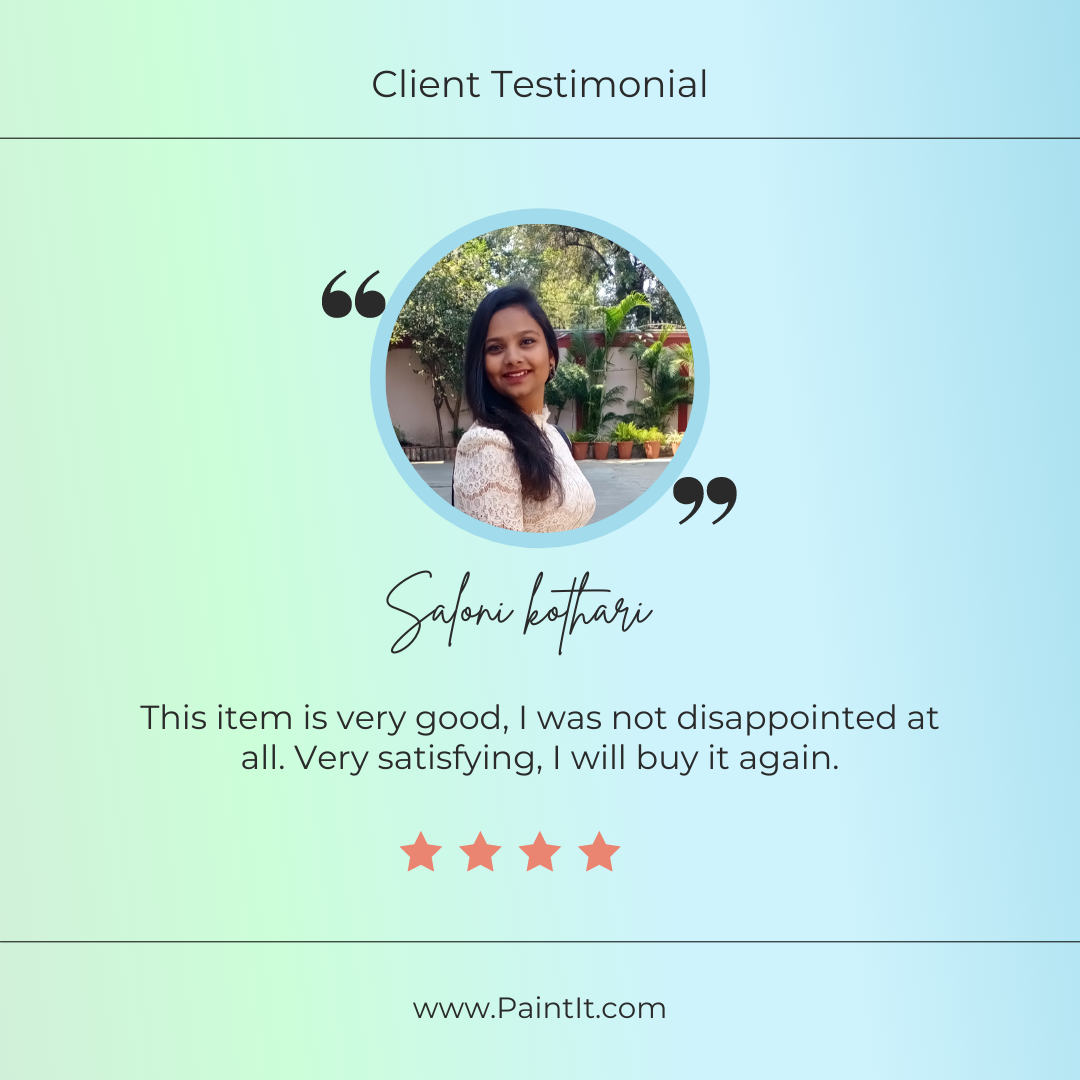 Client Testimonial
“
”
Saloni kothari
This item is very good, I was not disappointed at
all. Very satisfying, I will buy it again.
www.PaintIt.com